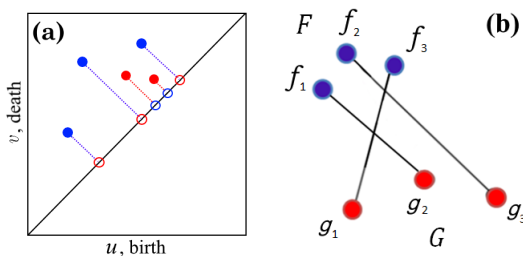 (a)
v, death
u, birth
F
f₁
f₂
f₃
(b)
g₁
g₂
g₃
G